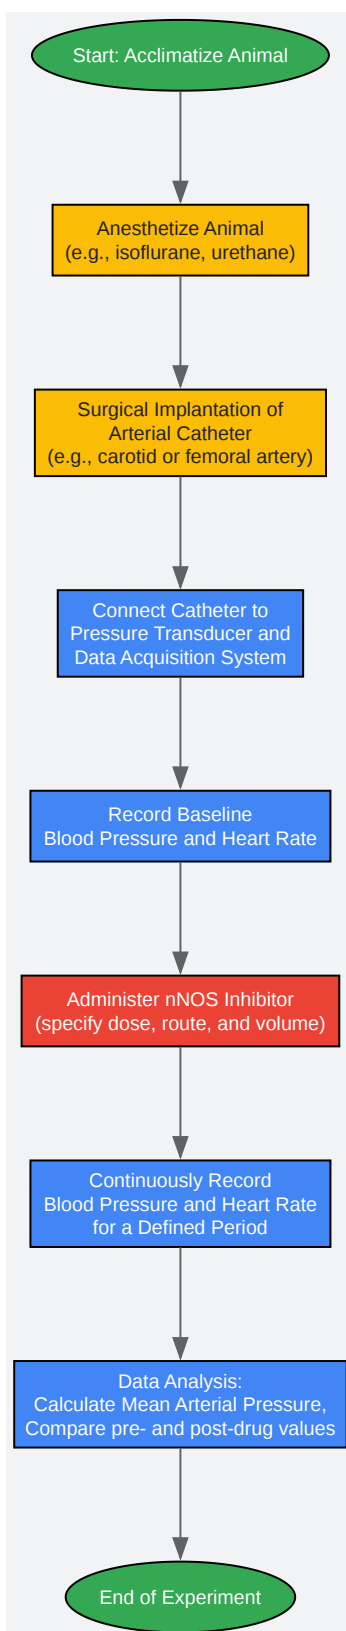 Start: Acclimatize Animal
Anesthetize Animal
(e.g., isoflurane, urethane)
Surgical Implantation of
Arterial Catheter
(e.g., carotid or femoral artery)
Connect Catheter to
Pressure Transducer and
Data Acquisition System
Record Baseline
Blood Pressure and Heart Rate
Administer nNOS Inhibitor
(specify dose, route, and volume)
Continuously Record
Blood Pressure and Heart Rate
for a Defined Period
Data Analysis:
Calculate Mean Arterial Pressure,
Compare pre- and post-drug values
End of Experiment